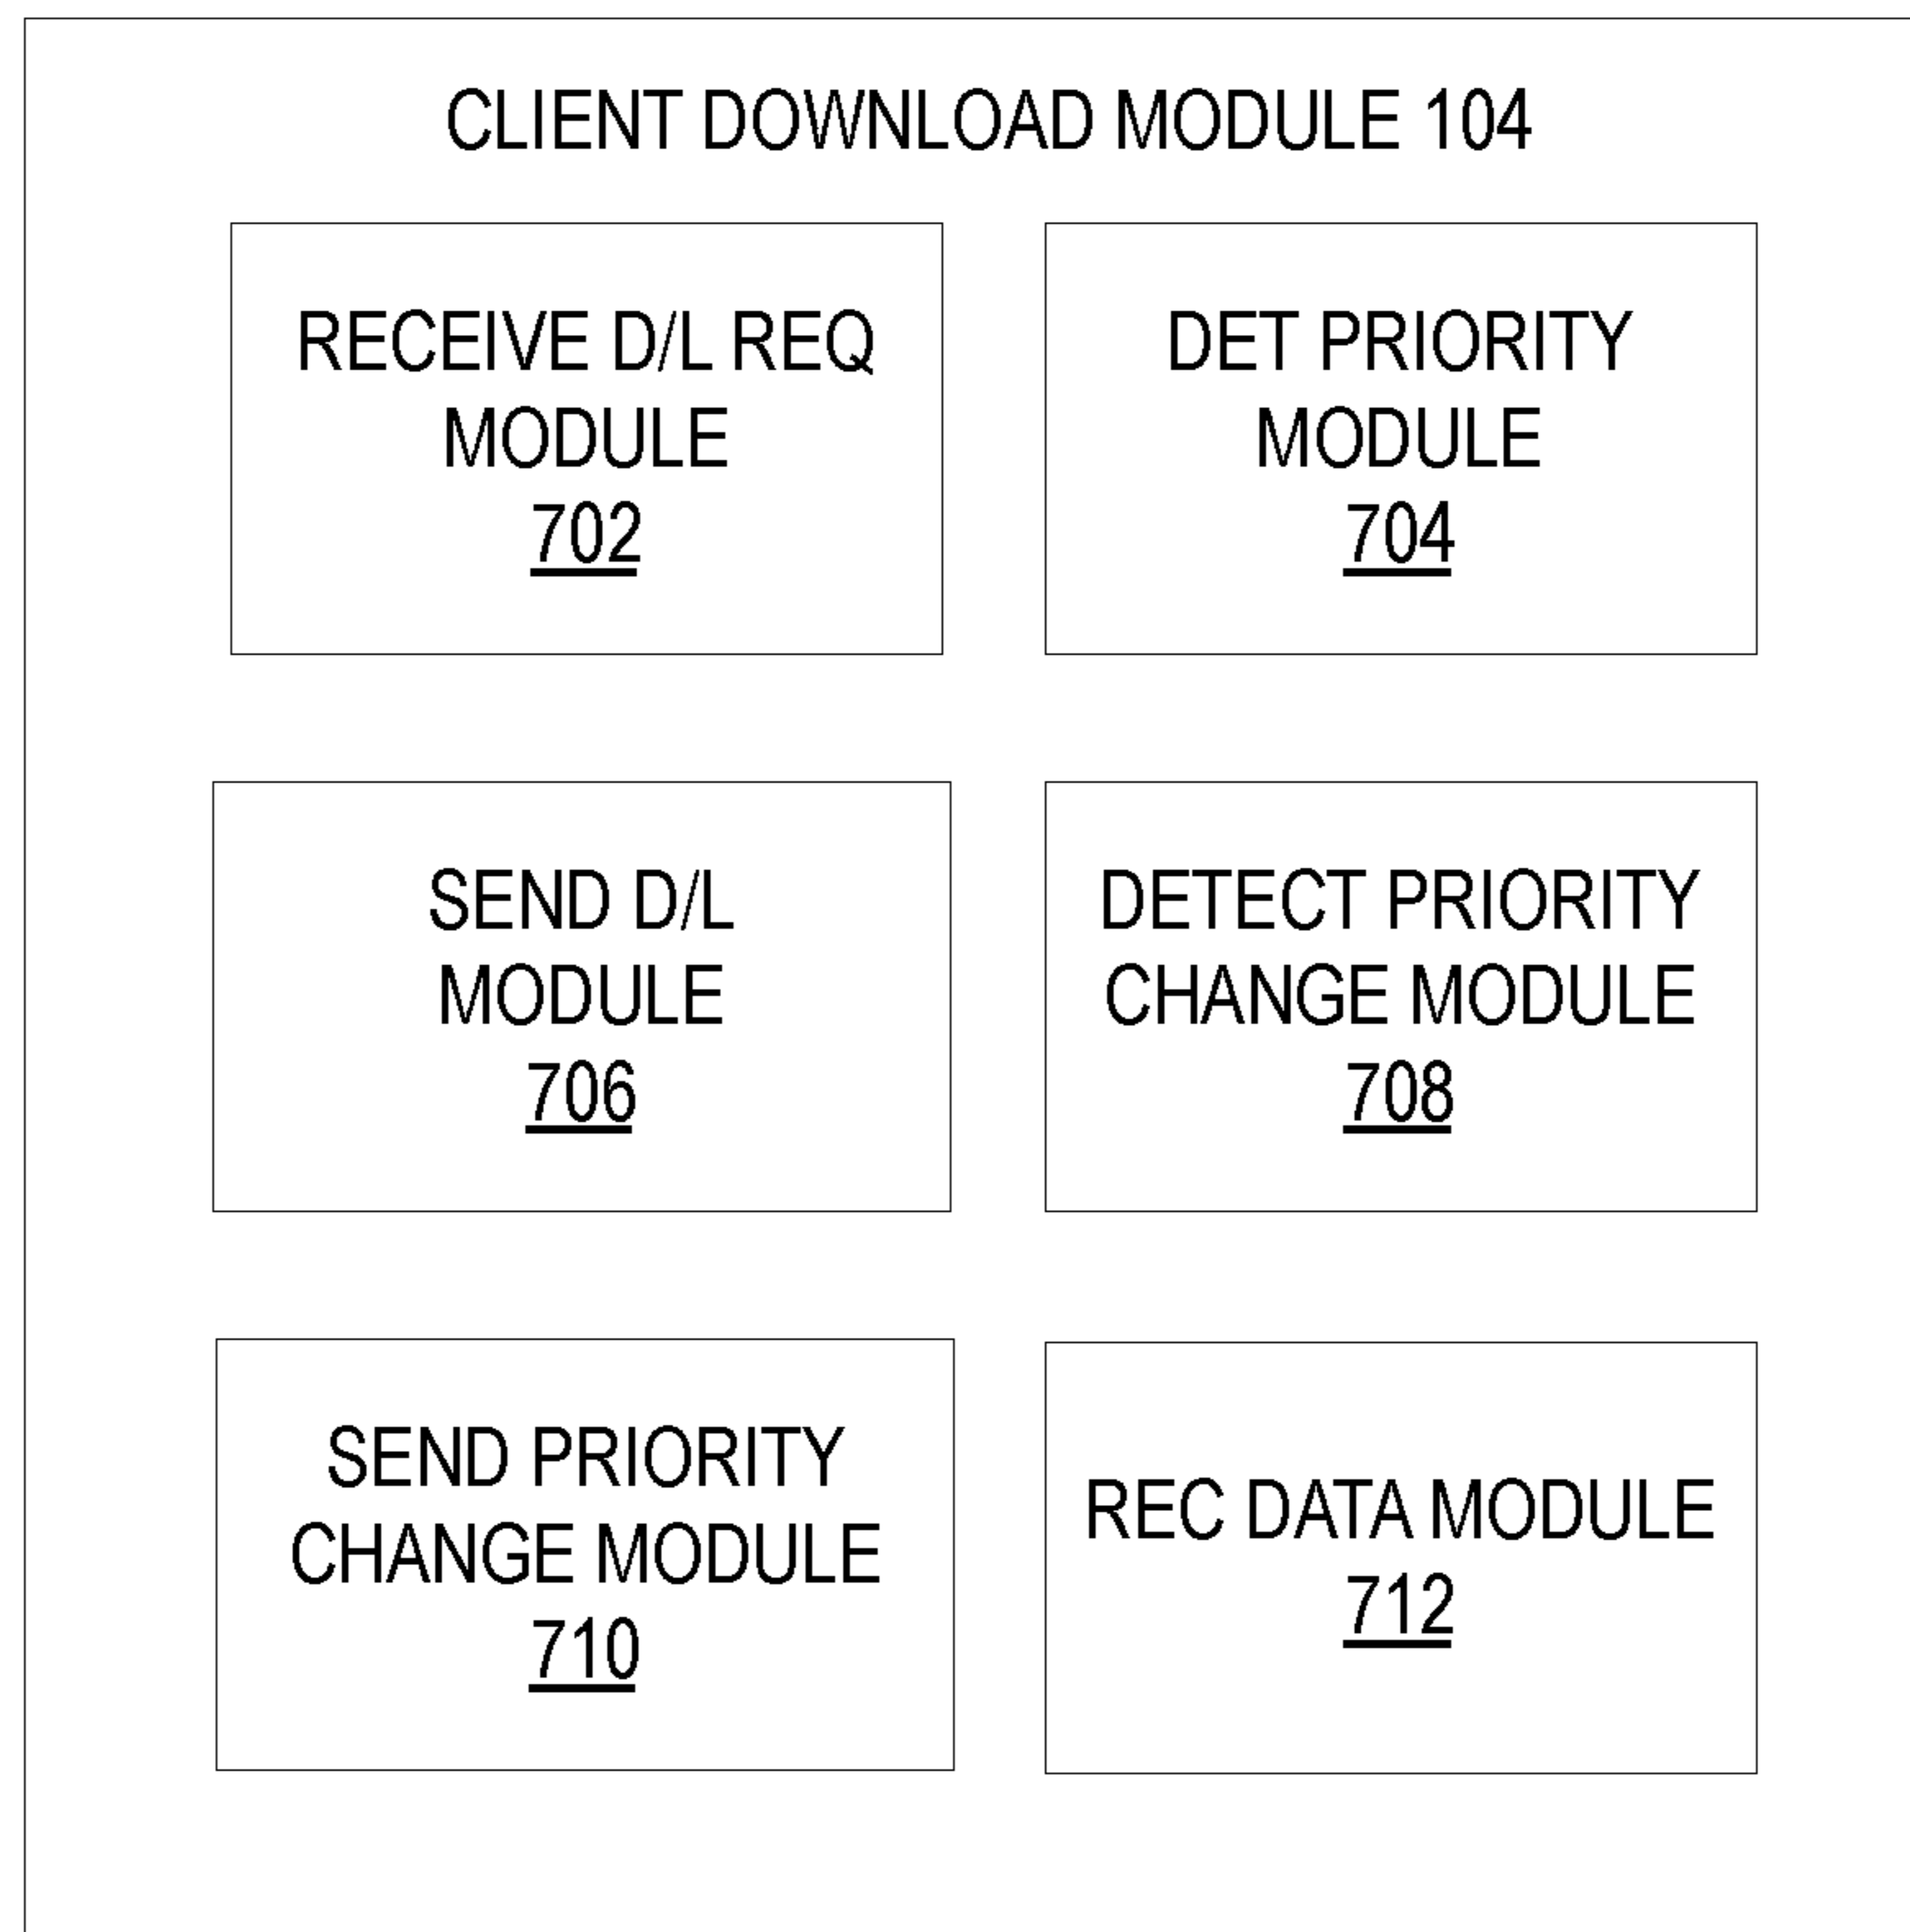 CLIENT DOWNLOAD MODULE 104
RECEIVE D/L REQ
MODULE
702
DET PRIORITY
MODULE
704
SEND D/L
MODULE
706
DETECT PRIORITY
CHANGE MODULE
708
SEND PRIORITY
CHANGE MODULE
710
REC DATA MODULE
712